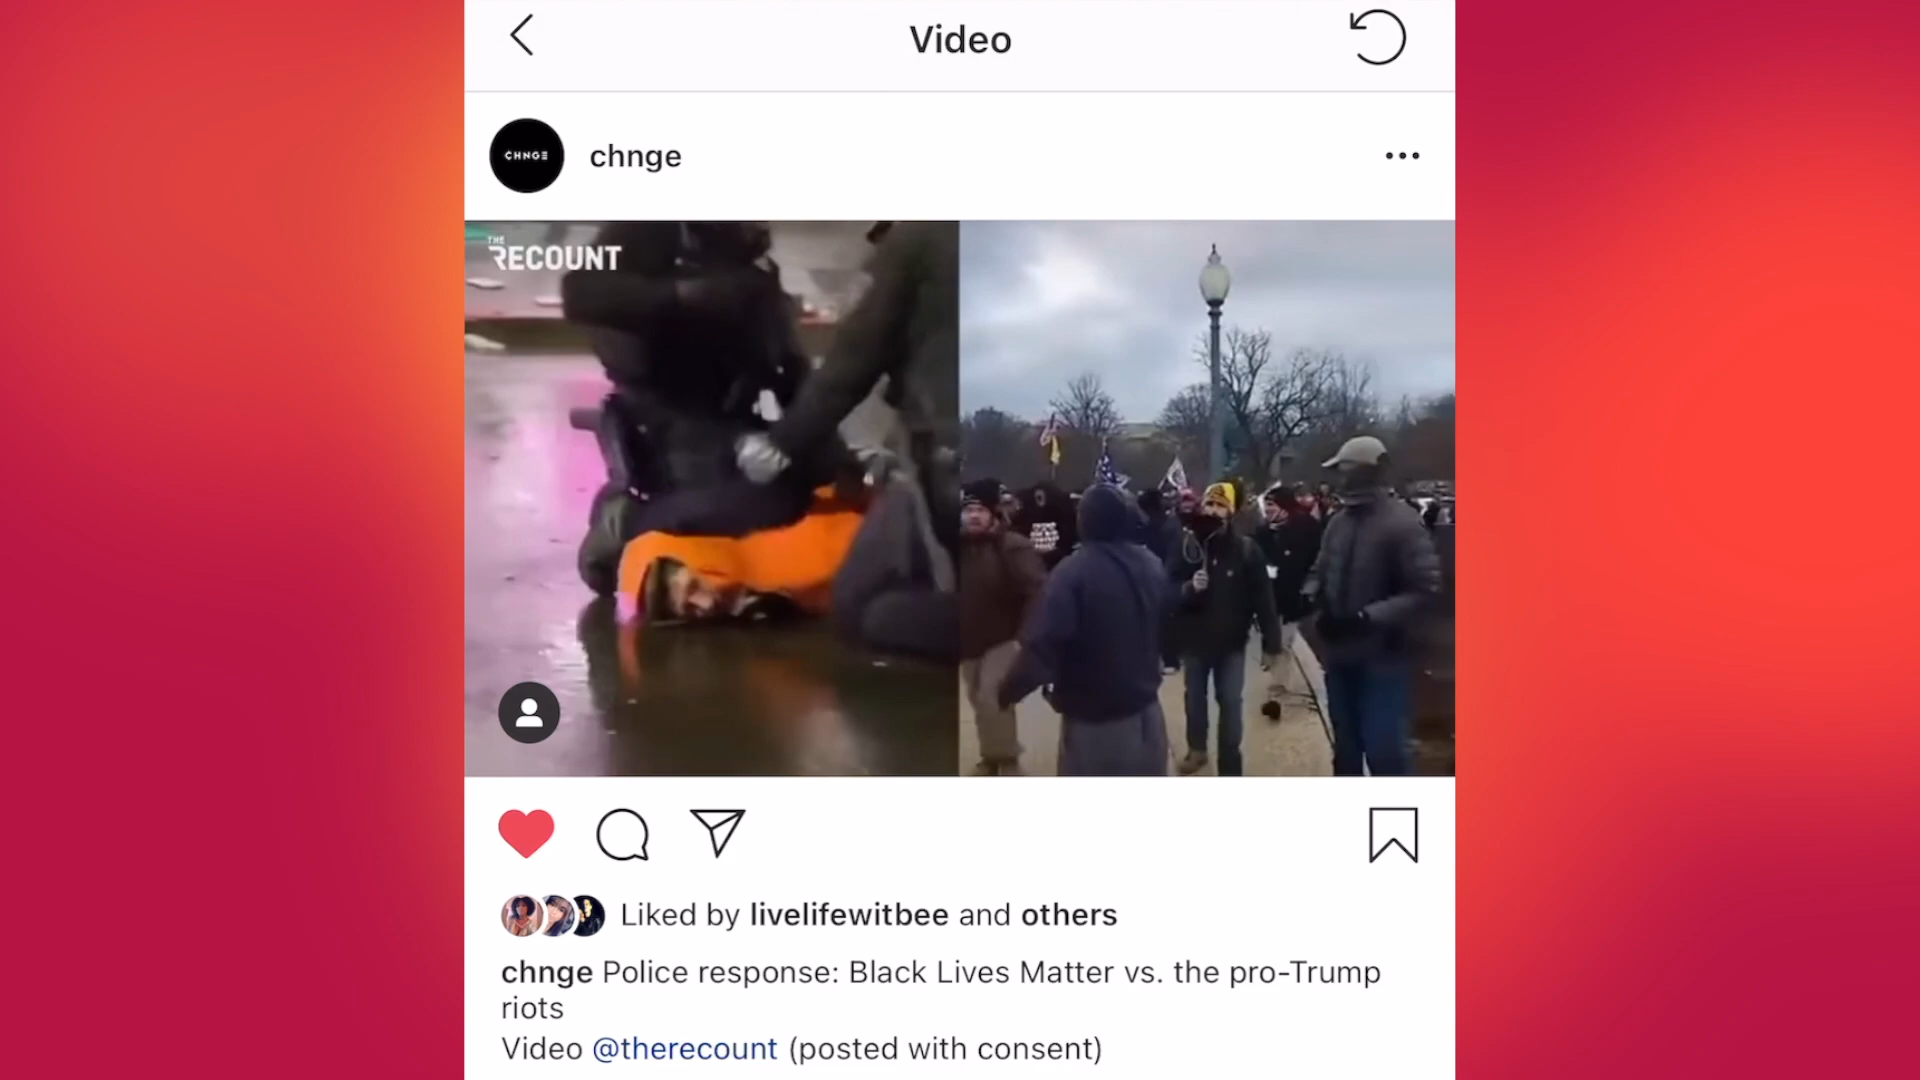 Video
CHNGE
chnge
THE
RECOUNT
Liked by livelifewitbee and others
chnge Police response: Black Lives Matter vs. the pro-Trump
riots
Video @therecount (posted with consent)